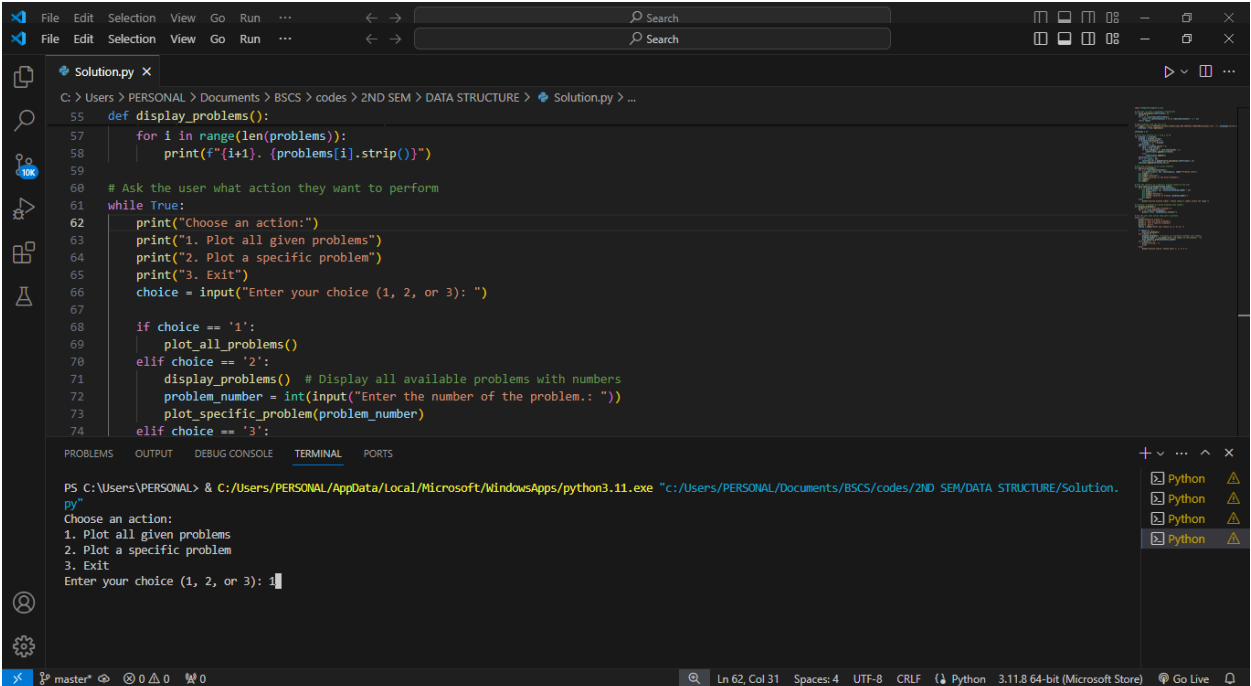 File Edit Selection View Go Run ··· Search
File Edit Selection View Go Run ··· Search
Solution.py
C: > Users > PERSONAL > Documents > BSCS > codes > 2ND SEM > DATA STRUCTURE > Solution.py > ...
55 def display_problems():
57 for i in range(len(problems)):
58 print(f"{i+1}. {problems[i].strip()}")
59
60 # Ask the user what action they want to perform
61 while True:
62 print("Choose an action:")
63 print("1. Plot all given problems")
64 print("2. Plot a specific problem")
65 print("3. Exit")
66 choice = input("Enter your choice (1, 2, or 3): ")
67
68 if choice == '1':
69 plot_all_problems()
70 elif choice == '2':
71 display_problems() # Display all available problems with numbers
72 problem_number = int(input("Enter the number of the problem.: "))
73 plot_specific_problem(problem_number)
74 elif choice == '3':
PROBLEMS OUTPUT DEBUG CONSOLE TERMINAL PORTS
PS C:\Users\PERSONAL> & C:/Users/PERSONAL/AppData/Local/Microsoft/WindowsApps/python3.11.exe "c:/Users/PERSONAL/Documents/BSCS/codes/2ND SEM/DATA STRUCTURE/Solution.
py"
Choose an action:
1. Plot all given problems
2. Plot a specific problem
3. Exit
Enter your choice (1, 2, or 3): 1
Python
Python
Python
Python
10K
master* 0 0 0 Ln 62, Col 31 Spaces: 4 UTF-8 CRLF Python 3.11.8 64-bit (Microsoft Store) Go Live